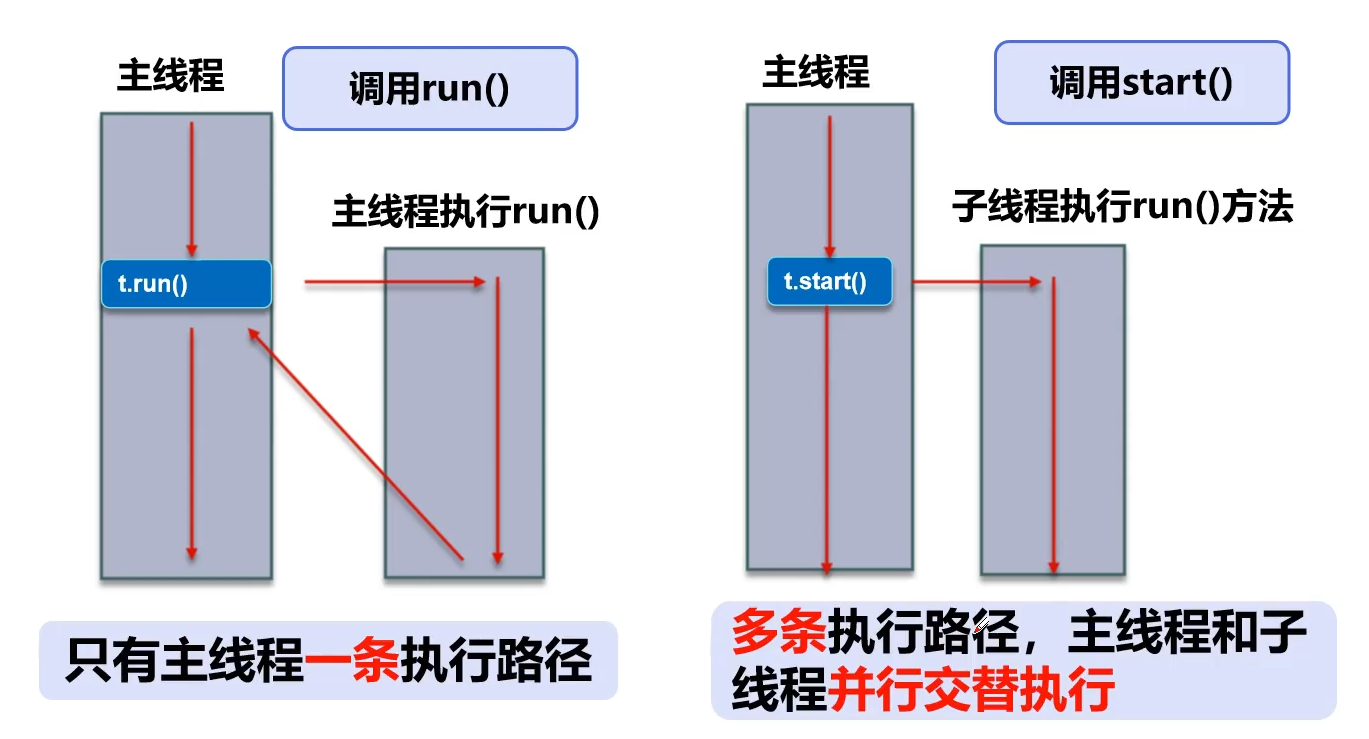 主线程
调用run()
主线程执行run()
t.run()
只有主线程一条执行路径
主线程
调用start()
子线程执行run()方法
t.start()
多条执行路径，主线程和子
线程并行交替执行